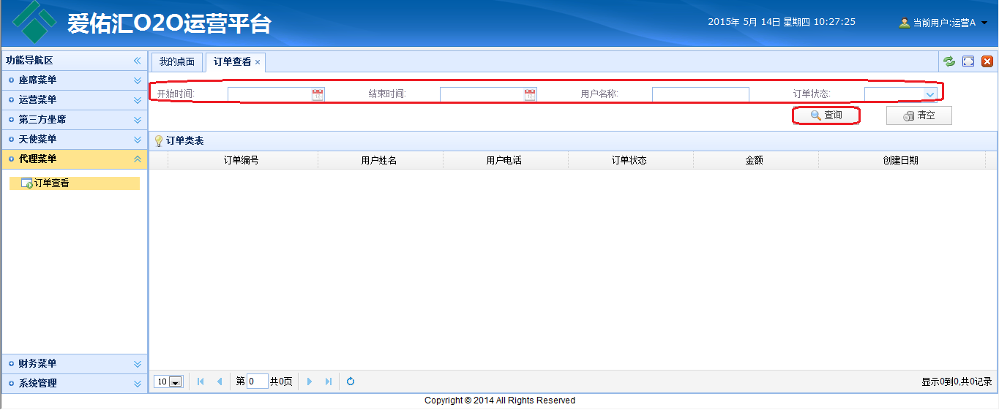 爱佑汇O2O运营平台
2015年 5月 14日 星期四 10:27:25
当前用户:运营A
功能导航区
我的桌面
订单查看
座席菜单
运营菜单
第三方坐席
天使菜单
代理菜单
订单查看
财务菜单
系统管理
开始时间:
结束时间:
用户名称:
订单状态:
查询
清空
订单类表
订单编号 用户姓名 用户电话 订单状态 金额 创建日期
10 第 0 共0页 显示0到0,共0记录
Copyright © 2014 All Rights Reserved